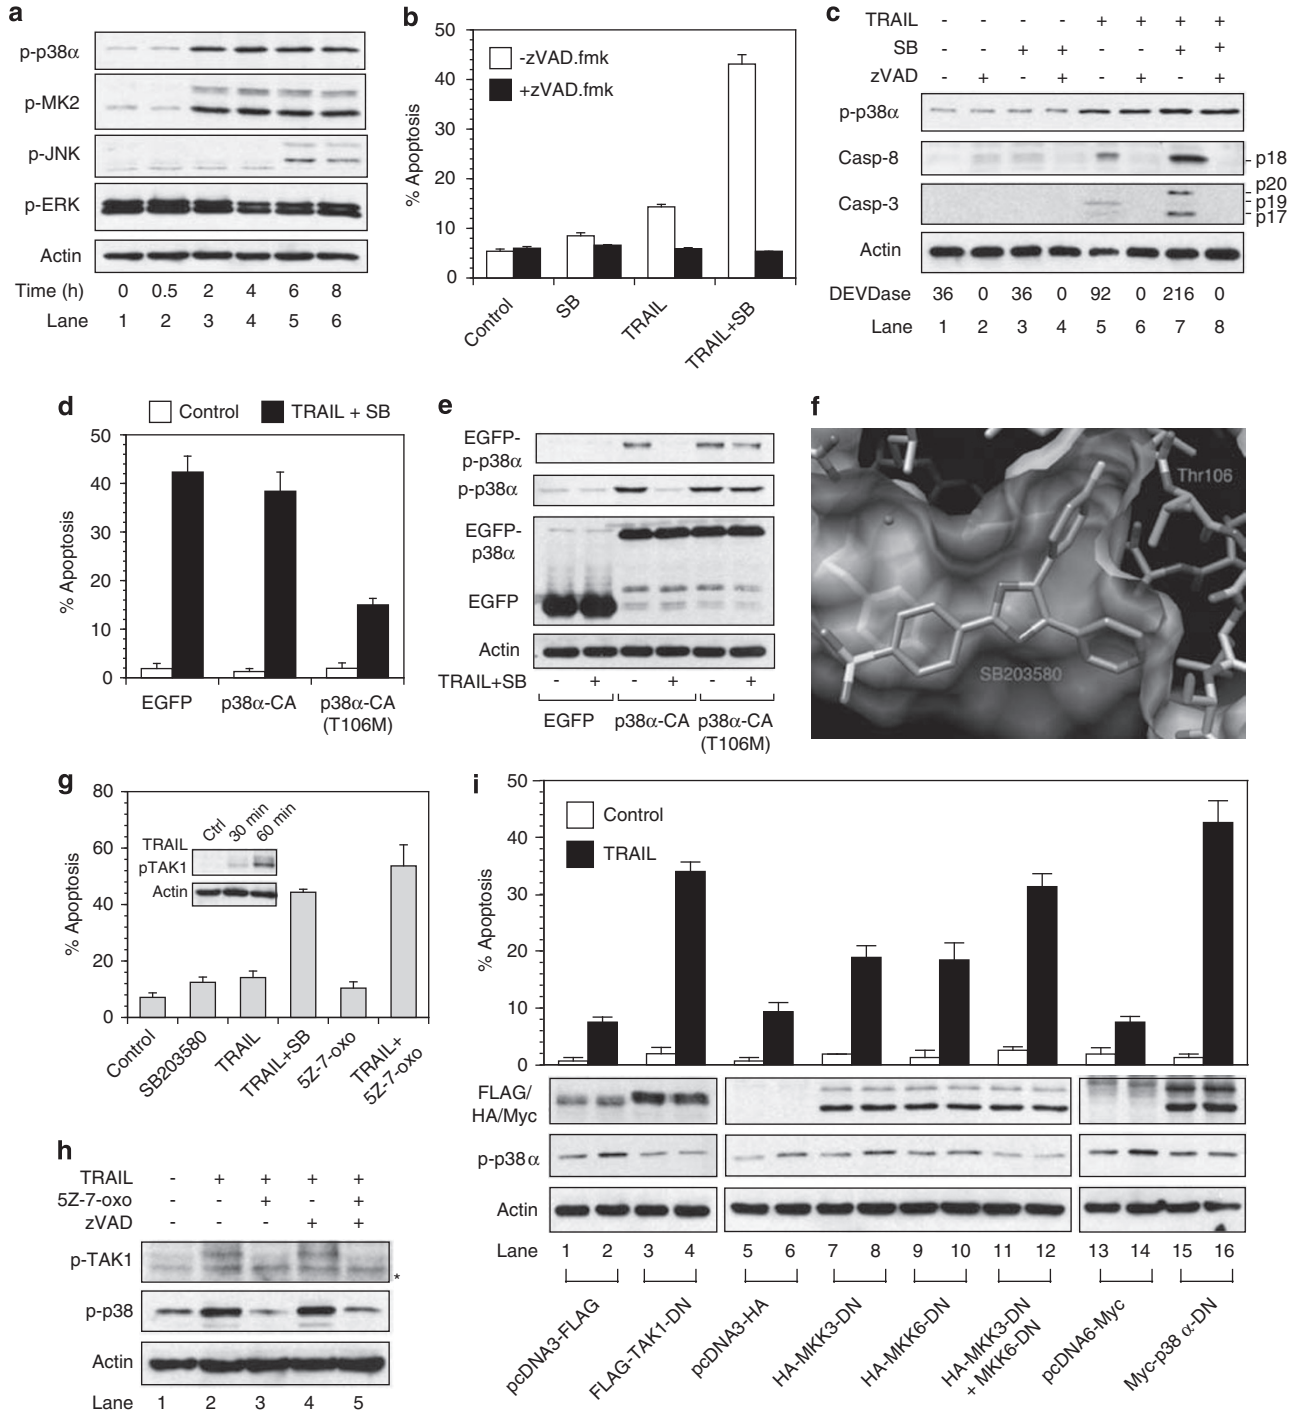 a
p-p38α
p-MK2
p-JNK
p-ERK
Actin
Time (h) 0 0.5 2 4 6 8
Lane 1 2 3 4 5 6
b
50
40
30
20
10
0
% Apoptosis
-zVAD.fmk
+zVAD.fmk
Control SB TRAIL TRAIL+SB
c
TRAIL - - - - + + + +
SB - - + + - - + +
zVAD - + - + - + - +
p-p38α
Casp-8
p18
Casp-3
p20
p19
p17
Actin
DEVDase 36 0 36 0 92 0 216 0
Lane 1 2 3 4 5 6 7 8
d
Control TRAIL + SB
50
40
30
20
10
0
% Apoptosis
EGFP p38α-CA p38α-CA
(T106M)
e
EGFP-
p-p38α
p-p38α
EGFP-
p38α
EGFP
Actin
TRAIL+SB - + - + - +
EGFP p38α-CA p38α-CA
(T106M)
f
Thr106
SB203580
g
80
60
40
20
0
% Apoptosis
Ctrl 30 min 60 min
TRAIL
pTAK1
Actin
Control SB203580 TRAIL TRAIL+SB 5Z-7-oxo TRAIL+
5Z-7-oxo
h
TRAIL - + + + +
5Z-7-oxo - - + - +
zVAD - - - + +
p-TAK1
*
p-p38
Actin
Lane 1 2 3 4 5
i
50
40
30
20
10
0
% Apoptosis
Control
TRAIL
FLAG/
HA/Myc
p-p38α
Actin
Lane 1 2 3 4 5 6 7 8 9 10 11 12 13 14 15 16
pcDNA3-FLAG FLAG-TAK1-DN pcDNA3-HA HA-MKK3-DN HA-MKK6-DN HA-MKK3-DN
+ MKK6-DN pcDNA6-Myc Myc-p38 α-DN